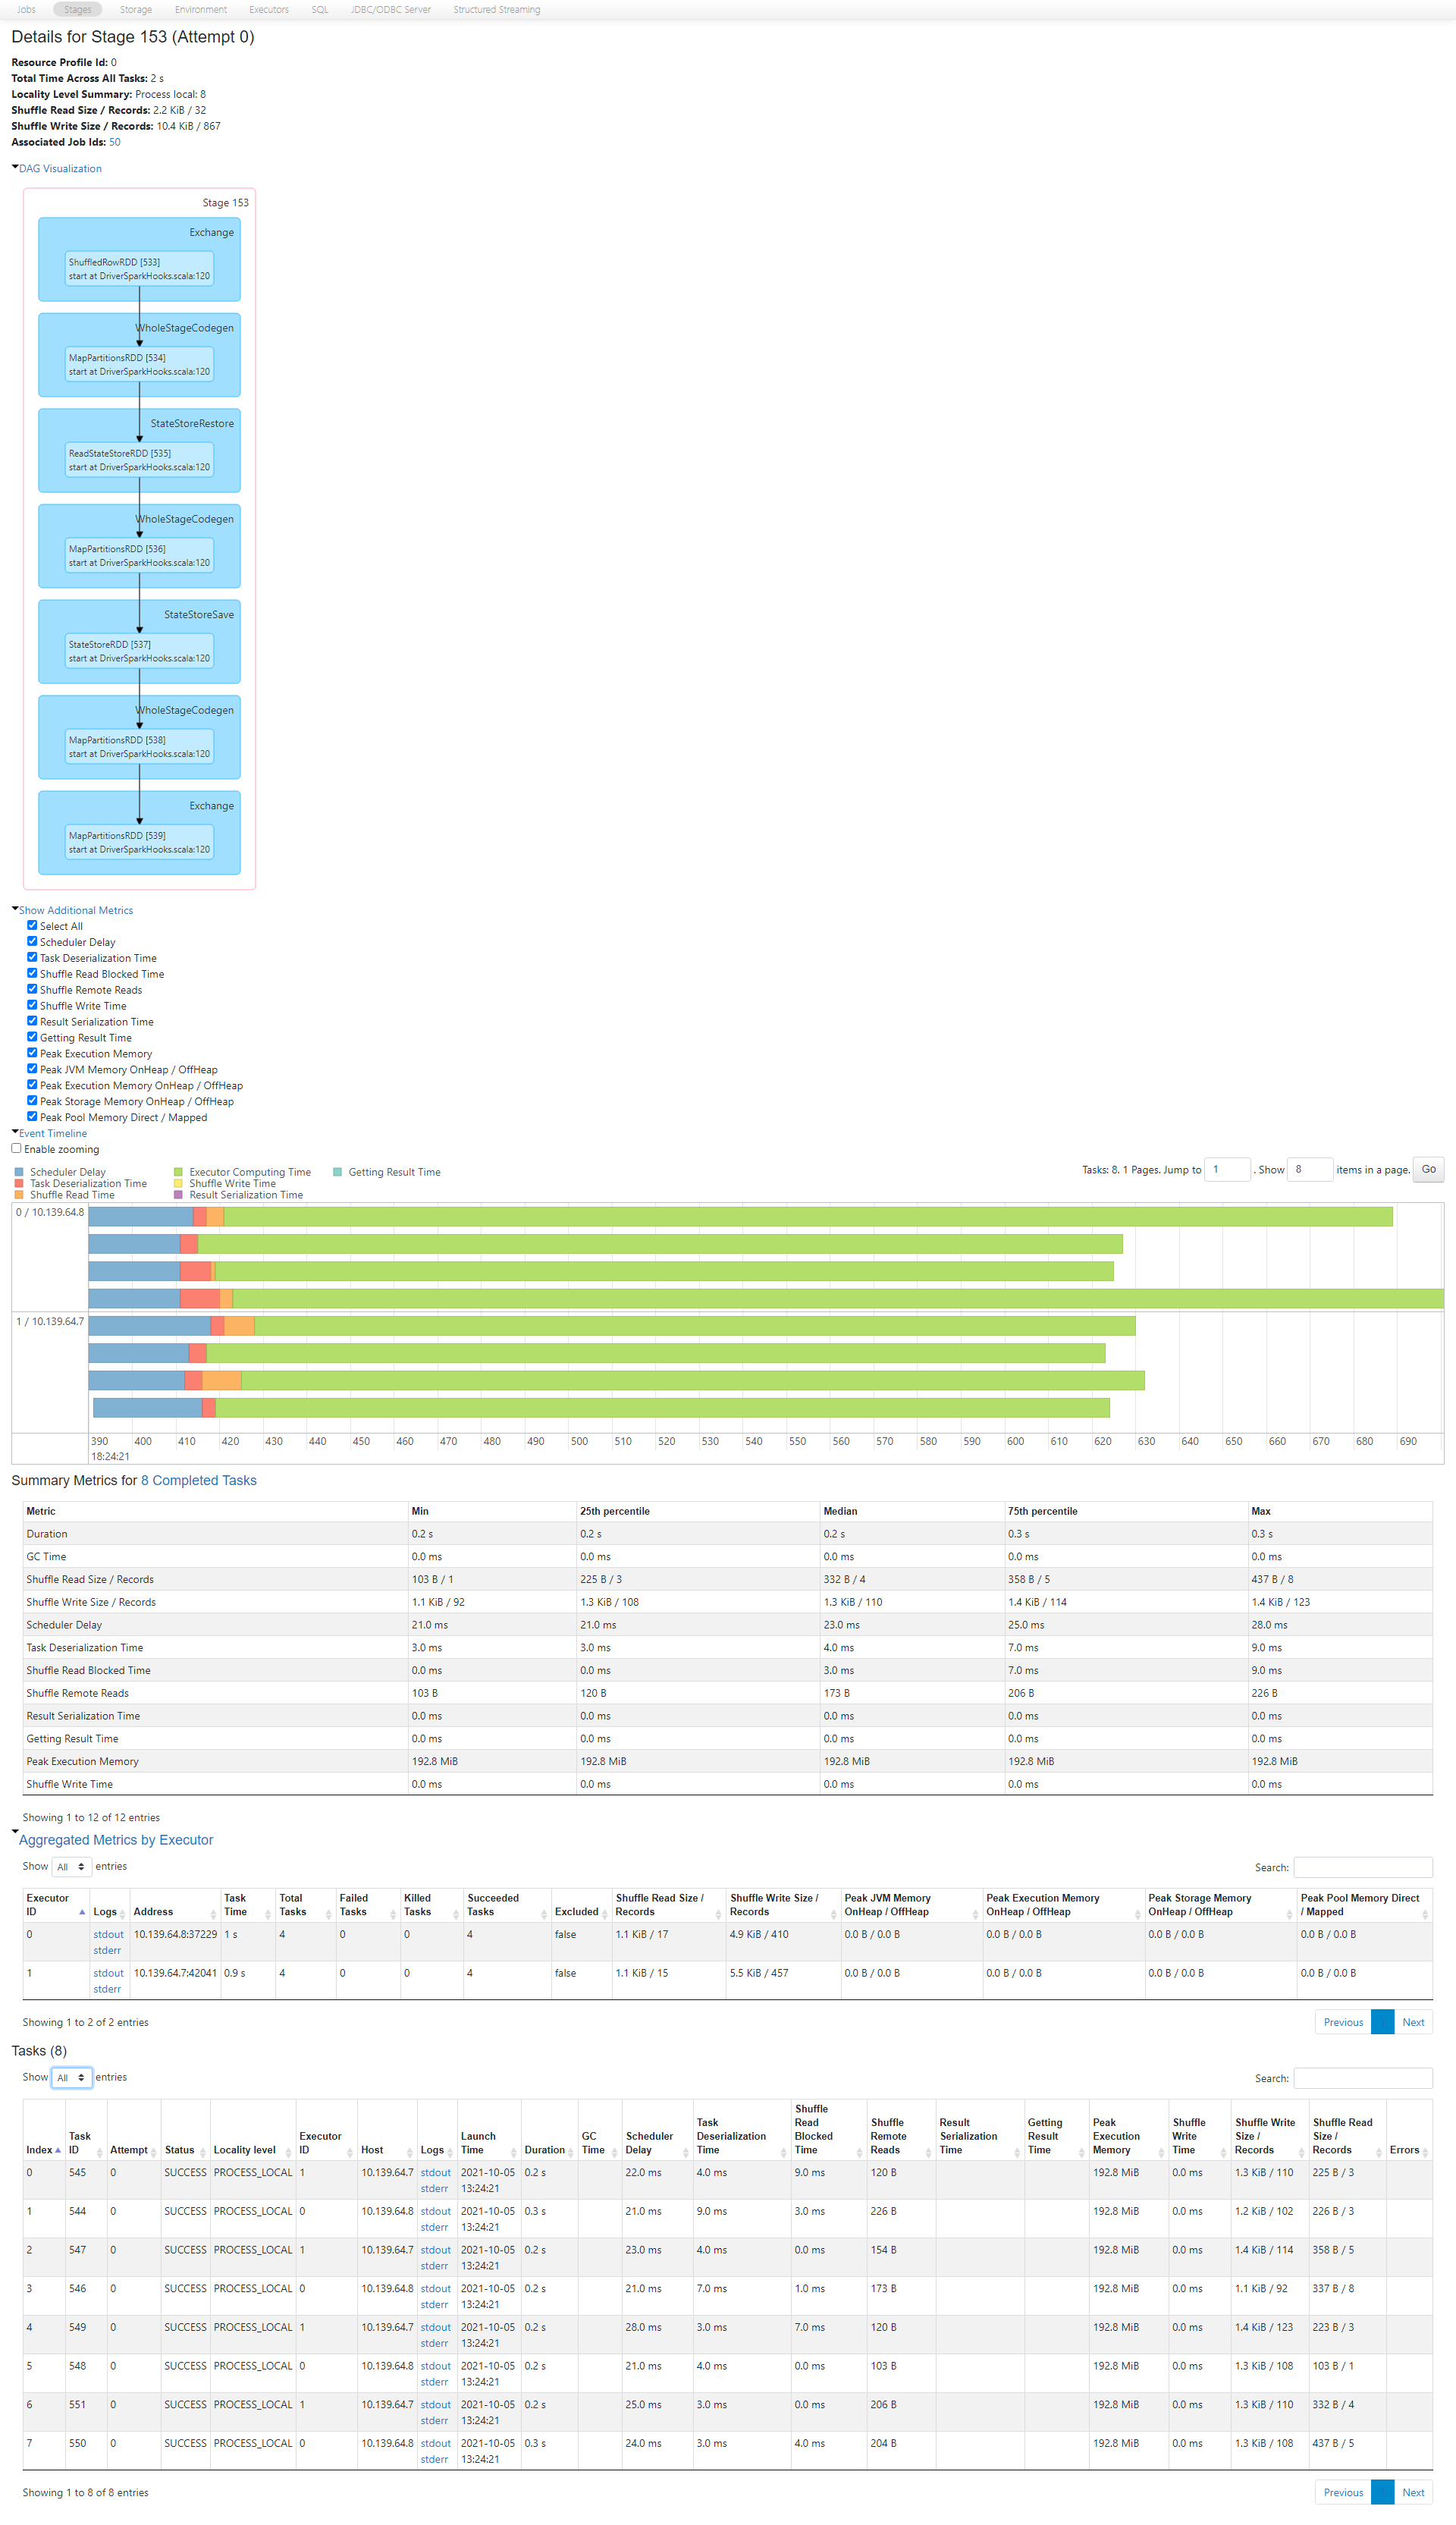 Jobs Stages Storage Environment Executors SQL JDBC/ODBC Server Structured Streaming
Details for Stage 153 (Attempt 0)
Resource Profile Id: 0
Total Time Across All Tasks: 2 s
Locality Level Summary: Process local: 8
Shuffle Read Size / Records: 2.2 KiB / 32
Shuffle Write Size / Records: 10.4 KiB / 867
Associated Job Ids: 50
DAG Visualization
Stage 153
Exchange
ShuffledRowRDD [533]
start at DriverSparkHooks.scala:120
WholeStageCodegen
MapPartitionsRDD [534]
start at DriverSparkHooks.scala:120
StateStoreRestore
ReadStateStoreRDD [535]
start at DriverSparkHooks.scala:120
WholeStageCodegen
MapPartitionsRDD [536]
start at DriverSparkHooks.scala:120
StateStoreSave
StateStoreRDD [537]
start at DriverSparkHooks.scala:120
WholeStageCodegen
MapPartitionsRDD [538]
start at DriverSparkHooks.scala:120
Exchange
MapPartitionsRDD [539]
start at DriverSparkHooks.scala:120
Show Additional Metrics
Select All
Scheduler Delay
Task Deserialization Time
Shuffle Read Blocked Time
Shuffle Remote Reads
Shuffle Write Time
Result Serialization Time
Getting Result Time
Peak Execution Memory
Peak JVM Memory OnHeap / OffHeap
Peak Execution Memory OnHeap / OffHeap
Peak Storage Memory OnHeap / OffHeap
Peak Pool Memory Direct / Mapped
Event Timeline
Enable zooming
Scheduler Delay Executor Computing Time Getting Result Time
Task Deserialization Time Shuffle Write Time
Shuffle Read Time Result Serialization Time
Tasks: 8. 1 Pages. Jump to 1 . Show 8 items in a page. Go
0 / 10.139.64.8
1 / 10.139.64.7
390 400 410 420 430 440 450 460 470 480 490 500 510 520 530 540 550 560 570 580 590 600 610 620 630 640 650 660 670 680 690
18:24:21
Summary Metrics for 8 Completed Tasks
Metric Min 25th percentile Median 75th percentile Max
Duration 0.2 s 0.2 s 0.2 s 0.3 s 0.3 s
GC Time 0.0 ms 0.0 ms 0.0 ms 0.0 ms 0.0 ms
Shuffle Read Size / Records 103 B / 1 225 B / 3 332 B / 4 358 B / 5 437 B / 8
Shuffle Write Size / Records 1.1 KiB / 92 1.3 KiB / 108 1.3 KiB / 110 1.4 KiB / 114 1.4 KiB / 123
Scheduler Delay 21.0 ms 21.0 ms 23.0 ms 25.0 ms 28.0 ms
Task Deserialization Time 3.0 ms 3.0 ms 4.0 ms 7.0 ms 9.0 ms
Shuffle Read Blocked Time 0.0 ms 0.0 ms 3.0 ms 7.0 ms 9.0 ms
Shuffle Remote Reads 103 B 120 B 173 B 206 B 226 B
Result Serialization Time 0.0 ms 0.0 ms 0.0 ms 0.0 ms 0.0 ms
Getting Result Time 0.0 ms 0.0 ms 0.0 ms 0.0 ms 0.0 ms
Peak Execution Memory 192.8 MiB 192.8 MiB 192.8 MiB 192.8 MiB 192.8 MiB
Shuffle Write Time 0.0 ms 0.0 ms 0.0 ms 0.0 ms 0.0 ms
Showing 1 to 12 of 12 entries
Aggregated Metrics by Executor
Show All entries Search:
Executor ID Logs Address Task Time Total Tasks Failed Tasks Killed Tasks Succeeded Tasks Excluded Shuffle Read Size / Records Shuffle Write Size / Records Peak JVM Memory OnHeap / OffHeap Peak Execution Memory OnHeap / OffHeap Peak Storage Memory OnHeap / OffHeap Peak Pool Memory Direct / Mapped
0 stdout 10.139.64.8:37229 1 s 4 0 0 4 false 1.1 KiB / 17 4.9 KiB / 410 0.0 B / 0.0 B 0.0 B / 0.0 B 0.0 B / 0.0 B 0.0 B / 0.0 B
stderr
1 stdout 10.139.64.7:42041 0.9 s 4 0 0 4 false 1.1 KiB / 15 5.5 KiB / 457 0.0 B / 0.0 B 0.0 B / 0.0 B 0.0 B / 0.0 B 0.0 B / 0.0 B
stderr
Showing 1 to 2 of 2 entries Previous Next
Tasks (8)
Show All entries Search:
Index Task ID Attempt Status Locality level Executor ID Host Logs Launch Time Duration GC Time Scheduler Delay Task Deserialization Time Shuffle Read Blocked Time Shuffle Remote Reads Result Serialization Time Getting Result Time Peak Execution Memory Shuffle Write Time Shuffle Write Size / Records Shuffle Read Size / Records Errors
0 545 0 SUCCESS PROCESS_LOCAL 1 10.139.64.7 stdout 2021-10-05 0.2 s 22.0 ms 4.0 ms 9.0 ms 120 B 192.8 MiB 0.0 ms 1.3 KiB / 110 225 B / 3
stderr 13:24:21
1 544 0 SUCCESS PROCESS_LOCAL 0 10.139.64.8 stdout 2021-10-05 0.3 s 21.0 ms 9.0 ms 3.0 ms 226 B 192.8 MiB 0.0 ms 1.2 KiB / 102 226 B / 3
stderr 13:24:21
2 547 0 SUCCESS PROCESS_LOCAL 1 10.139.64.7 stdout 2021-10-05 0.2 s 23.0 ms 4.0 ms 0.0 ms 154 B 192.8 MiB 0.0 ms 1.4 KiB / 114 358 B / 5
stderr 13:24:21
3 546 0 SUCCESS PROCESS_LOCAL 0 10.139.64.8 stdout 2021-10-05 0.2 s 21.0 ms 7.0 ms 1.0 ms 173 B 192.8 MiB 0.0 ms 1.1 KiB / 92 337 B / 8
stderr 13:24:21
4 549 0 SUCCESS PROCESS_LOCAL 1 10.139.64.7 stdout 2021-10-05 0.2 s 28.0 ms 3.0 ms 7.0 ms 120 B 192.8 MiB 0.0 ms 1.4 KiB / 123 223 B / 3
stderr 13:24:21
5 548 0 SUCCESS PROCESS_LOCAL 0 10.139.64.8 stdout 2021-10-05 0.2 s 21.0 ms 4.0 ms 0.0 ms 103 B 192.8 MiB 0.0 ms 1.3 KiB / 108 103 B / 1
stderr 13:24:21
6 551 0 SUCCESS PROCESS_LOCAL 1 10.139.64.7 stdout 2021-10-05 0.2 s 25.0 ms 3.0 ms 0.0 ms 206 B 192.8 MiB 0.0 ms 1.3 KiB / 110 332 B / 4
stderr 13:24:21
7 550 0 SUCCESS PROCESS_LOCAL 0 10.139.64.8 stdout 2021-10-05 0.3 s 24.0 ms 3.0 ms 4.0 ms 204 B 192.8 MiB 0.0 ms 1.3 KiB / 108 437 B / 5
stderr 13:24:21
Showing 1 to 8 of 8 entries Previous Next